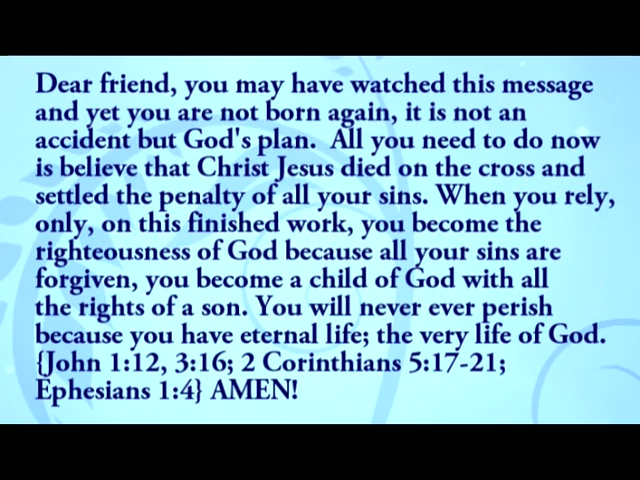 Dear friend, you may have watched this message
and yet you are not born again, it is not an
accident but God's plan.  All you need to do now
is believe that Christ Jesus died on the cross and
settled the penalty of all your sins. When you rely,
only, on this finished work, you become the
righteousness of God because all your sins are
forgiven, you become a child of God with all
the rights of a son. You will never ever perish
because you have eternal life; the very life of God.
{John 1:12, 3:16; 2 Corinthians 5:17-21;
Ephesians 1:4} AMEN!